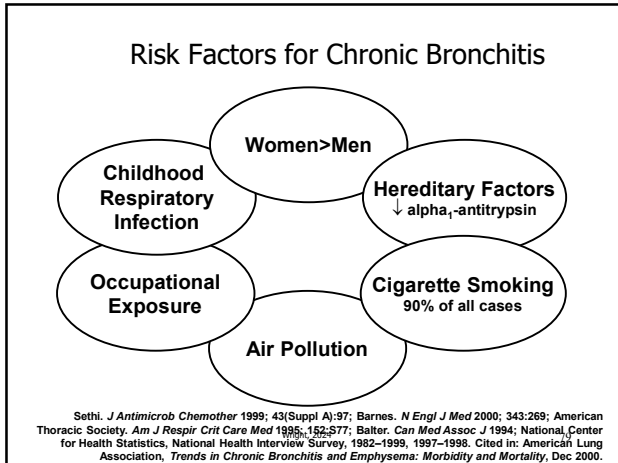 Risk Factors for Chronic Bronchitis
Women>Men
Childhood
Respiratory
Infection
Hereditary Factors
↓ alpha₁-antitrypsin
Occupational
Exposure
Cigarette Smoking
90% of all cases
Air Pollution
Sethi. J Antimicrob Chemother 1999; 43(Suppl A):97; Barnes. N Engl J Med 2000; 343:269; American
Thoracic Society. Am J Respir Crit Care Med 1995; 152:S77; Balter. Can Med Assoc J 1994; National Center
for Health Statistics, National Health Interview Survey, 1982–1999, 1997–1998. Cited in: American Lung
Association, Trends in Chronic Bronchitis and Emphysema: Morbidity and Mortality, Dec 2000.
Wright, 2024
79